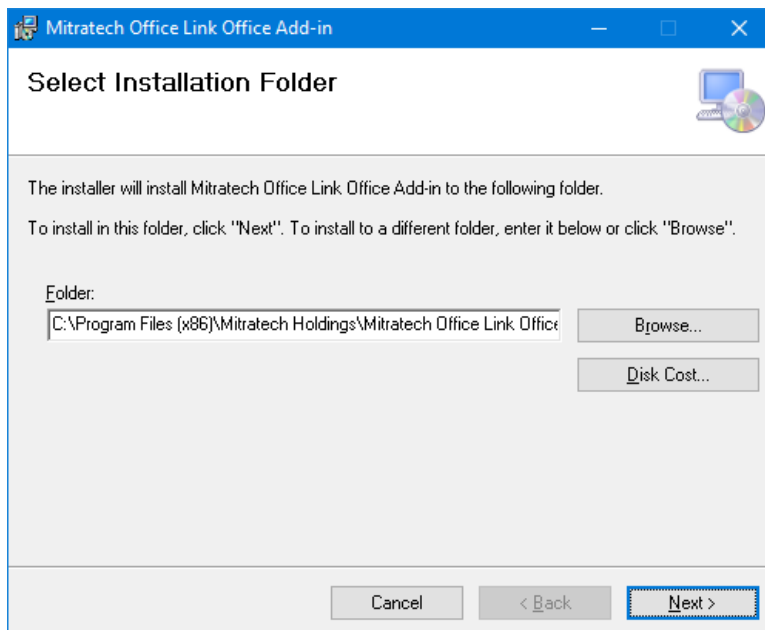 Mitratech Office Link Office Add-in
Select Installation Folder
The installer will install Mitratech Office Link Office Add-in to the following folder.
To install in this folder, click "Next". To install to a different folder, enter it below or click "Browse".
Folder:
C:\Program Files (x86)\Mitratech Holdings\Mitratech Office Link Office
Browse...
Disk Cost...
Cancel
< Back
Next >